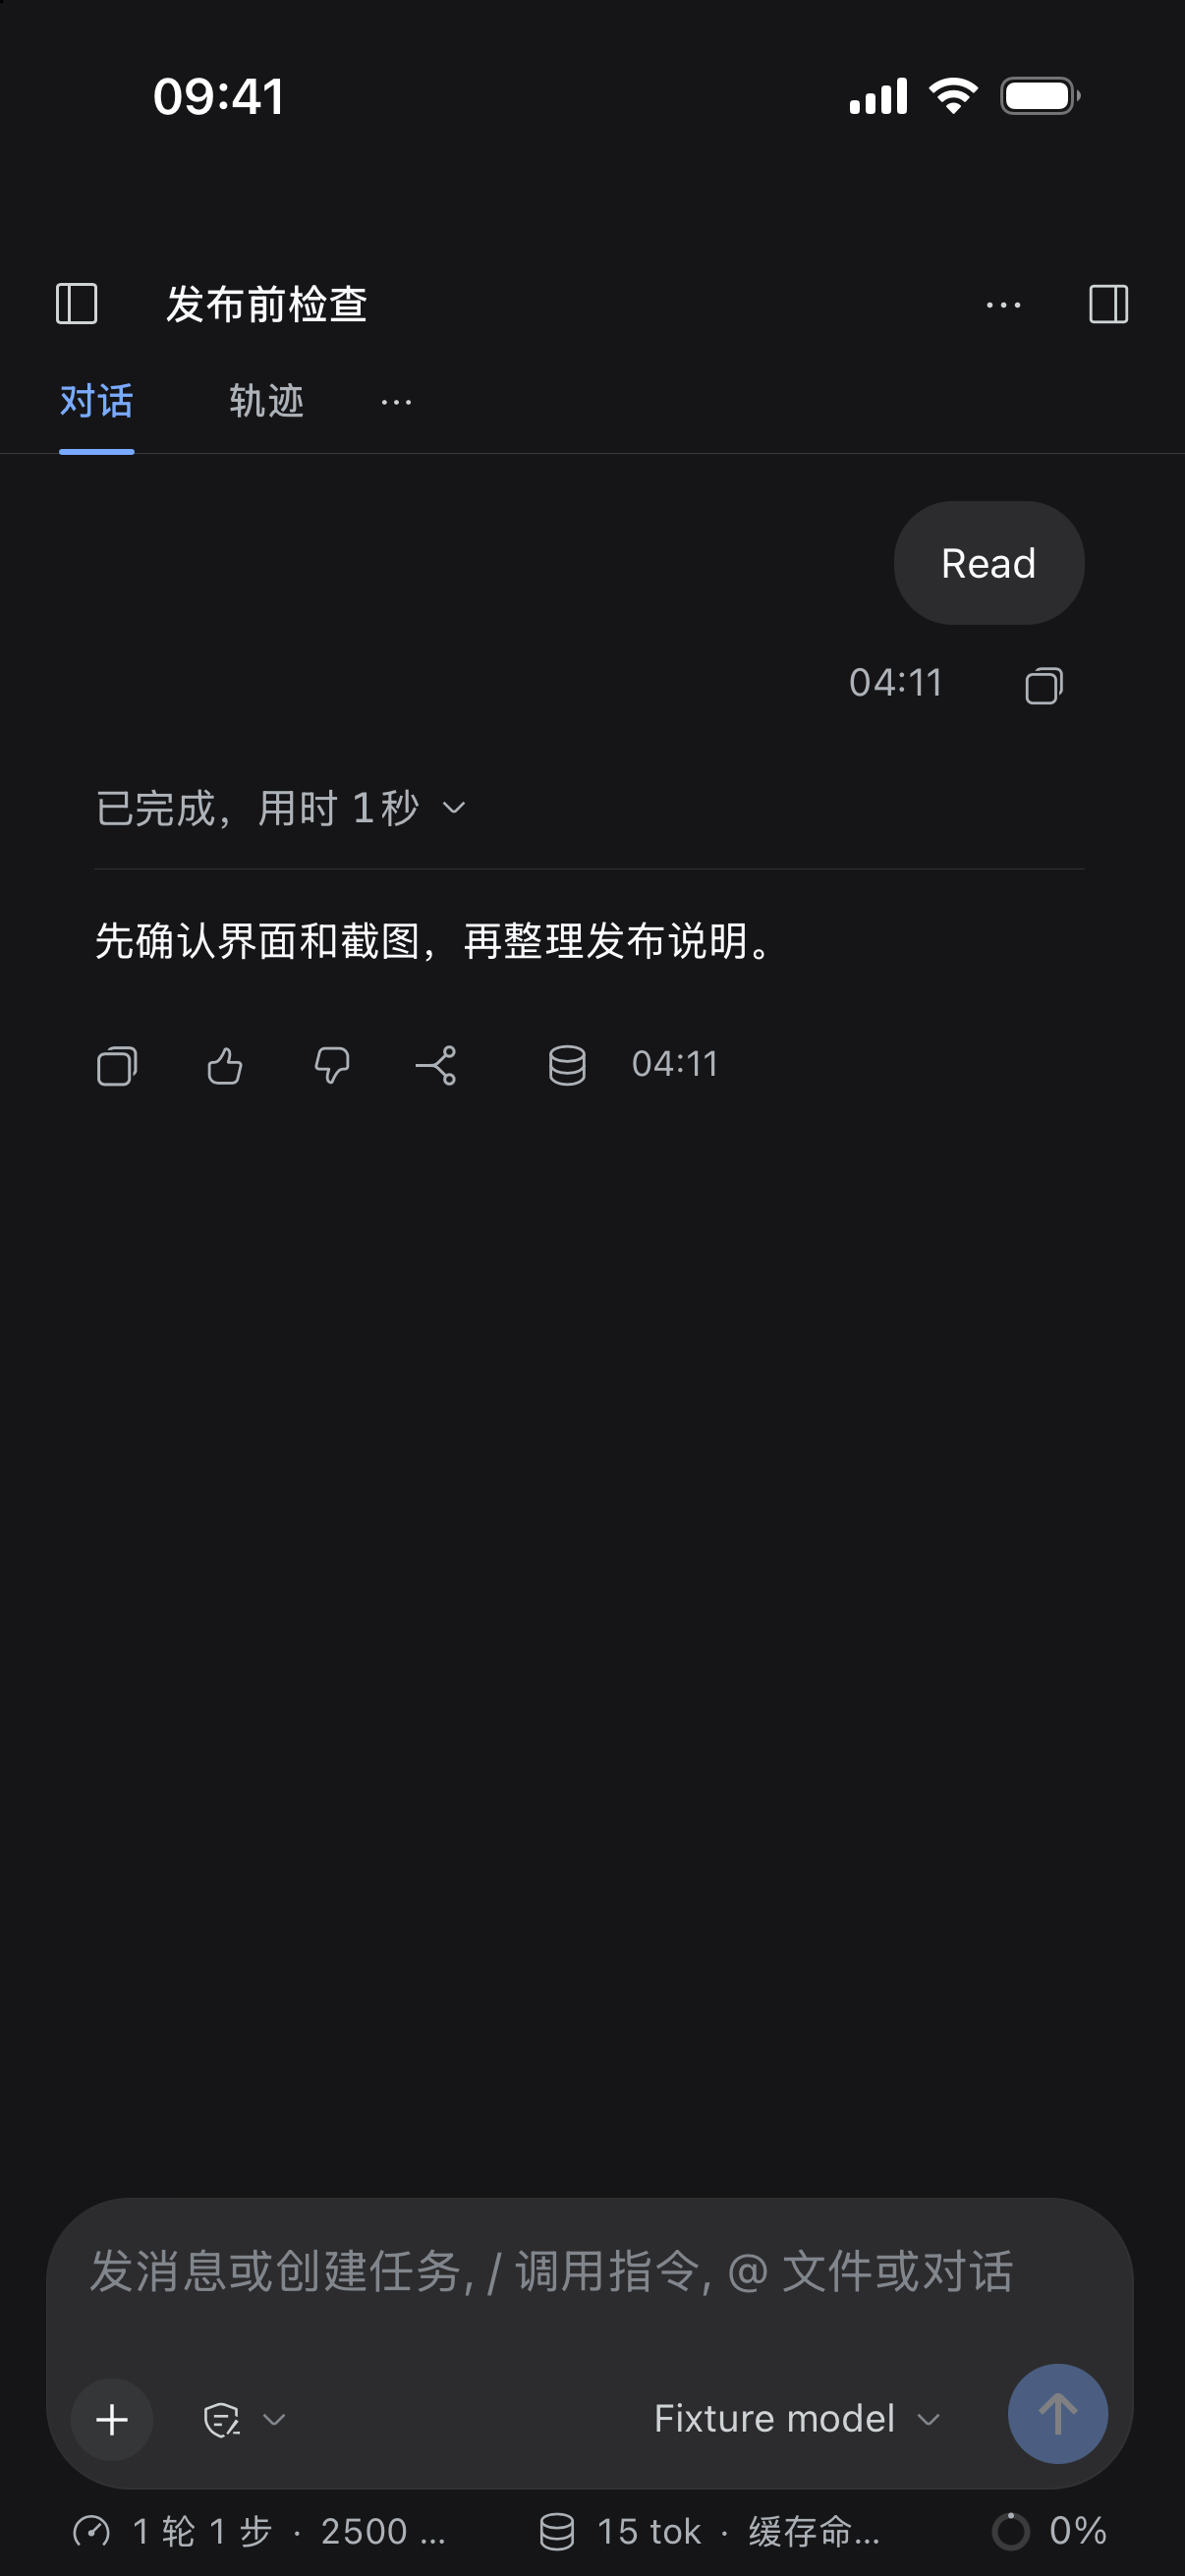 09:41
发布前检查
对话 轨迹 ...
Read
04:11
已完成，用时 1 秒
先确认界面和截图，再整理发布说明。
04:11
发消息或创建任务, / 调用指令, @ 文件或对话
Fixture model
1 轮 1 步 · 2500 ... 15 tok · 缓存命... 0%